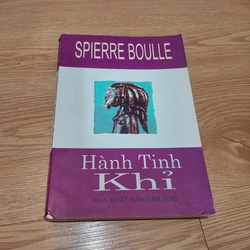 SPIERRE BOULLE
Hành Tinh
Khỉ
NHÀ XUẤT BẢN VĂN HỌC